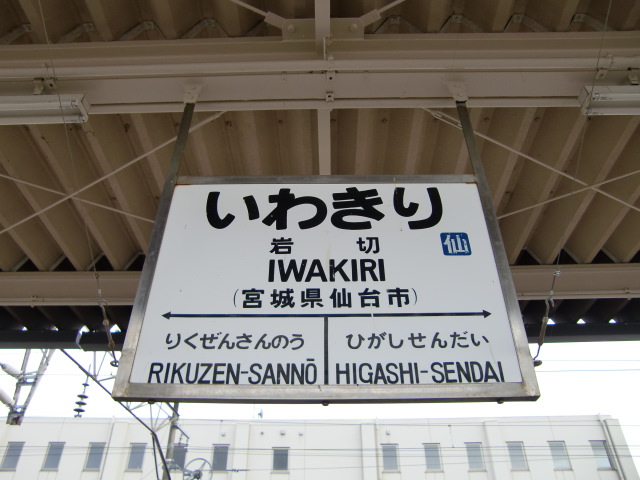 いわきり
岩切
仙
IWAKIRI
(宮城県仙台市)
りくぜんさんのう ひがしせんだい
RIKUZEN-SANNŌ HIGASHI-SENDAI